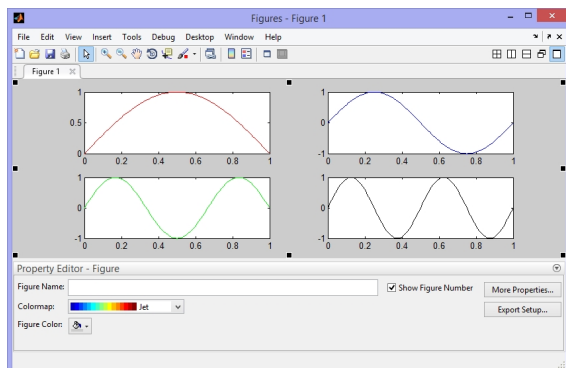 Figures - Figure 1
File Edit View Insert Tools Debug Desktop Window Help
Figure 1
1
0.5
0
0 0.2 0.4 0.6 0.8 1
1
0
-1
0 0.2 0.4 0.6 0.8 1
1
0
-1
0 0.2 0.4 0.6 0.8 1
1
0
-1
0 0.2 0.4 0.6 0.8 1
Property Editor - Figure
Figure Name:
Show Figure Number
More Properties...
Colormap:
Jet
Export Setup...
Figure Color: